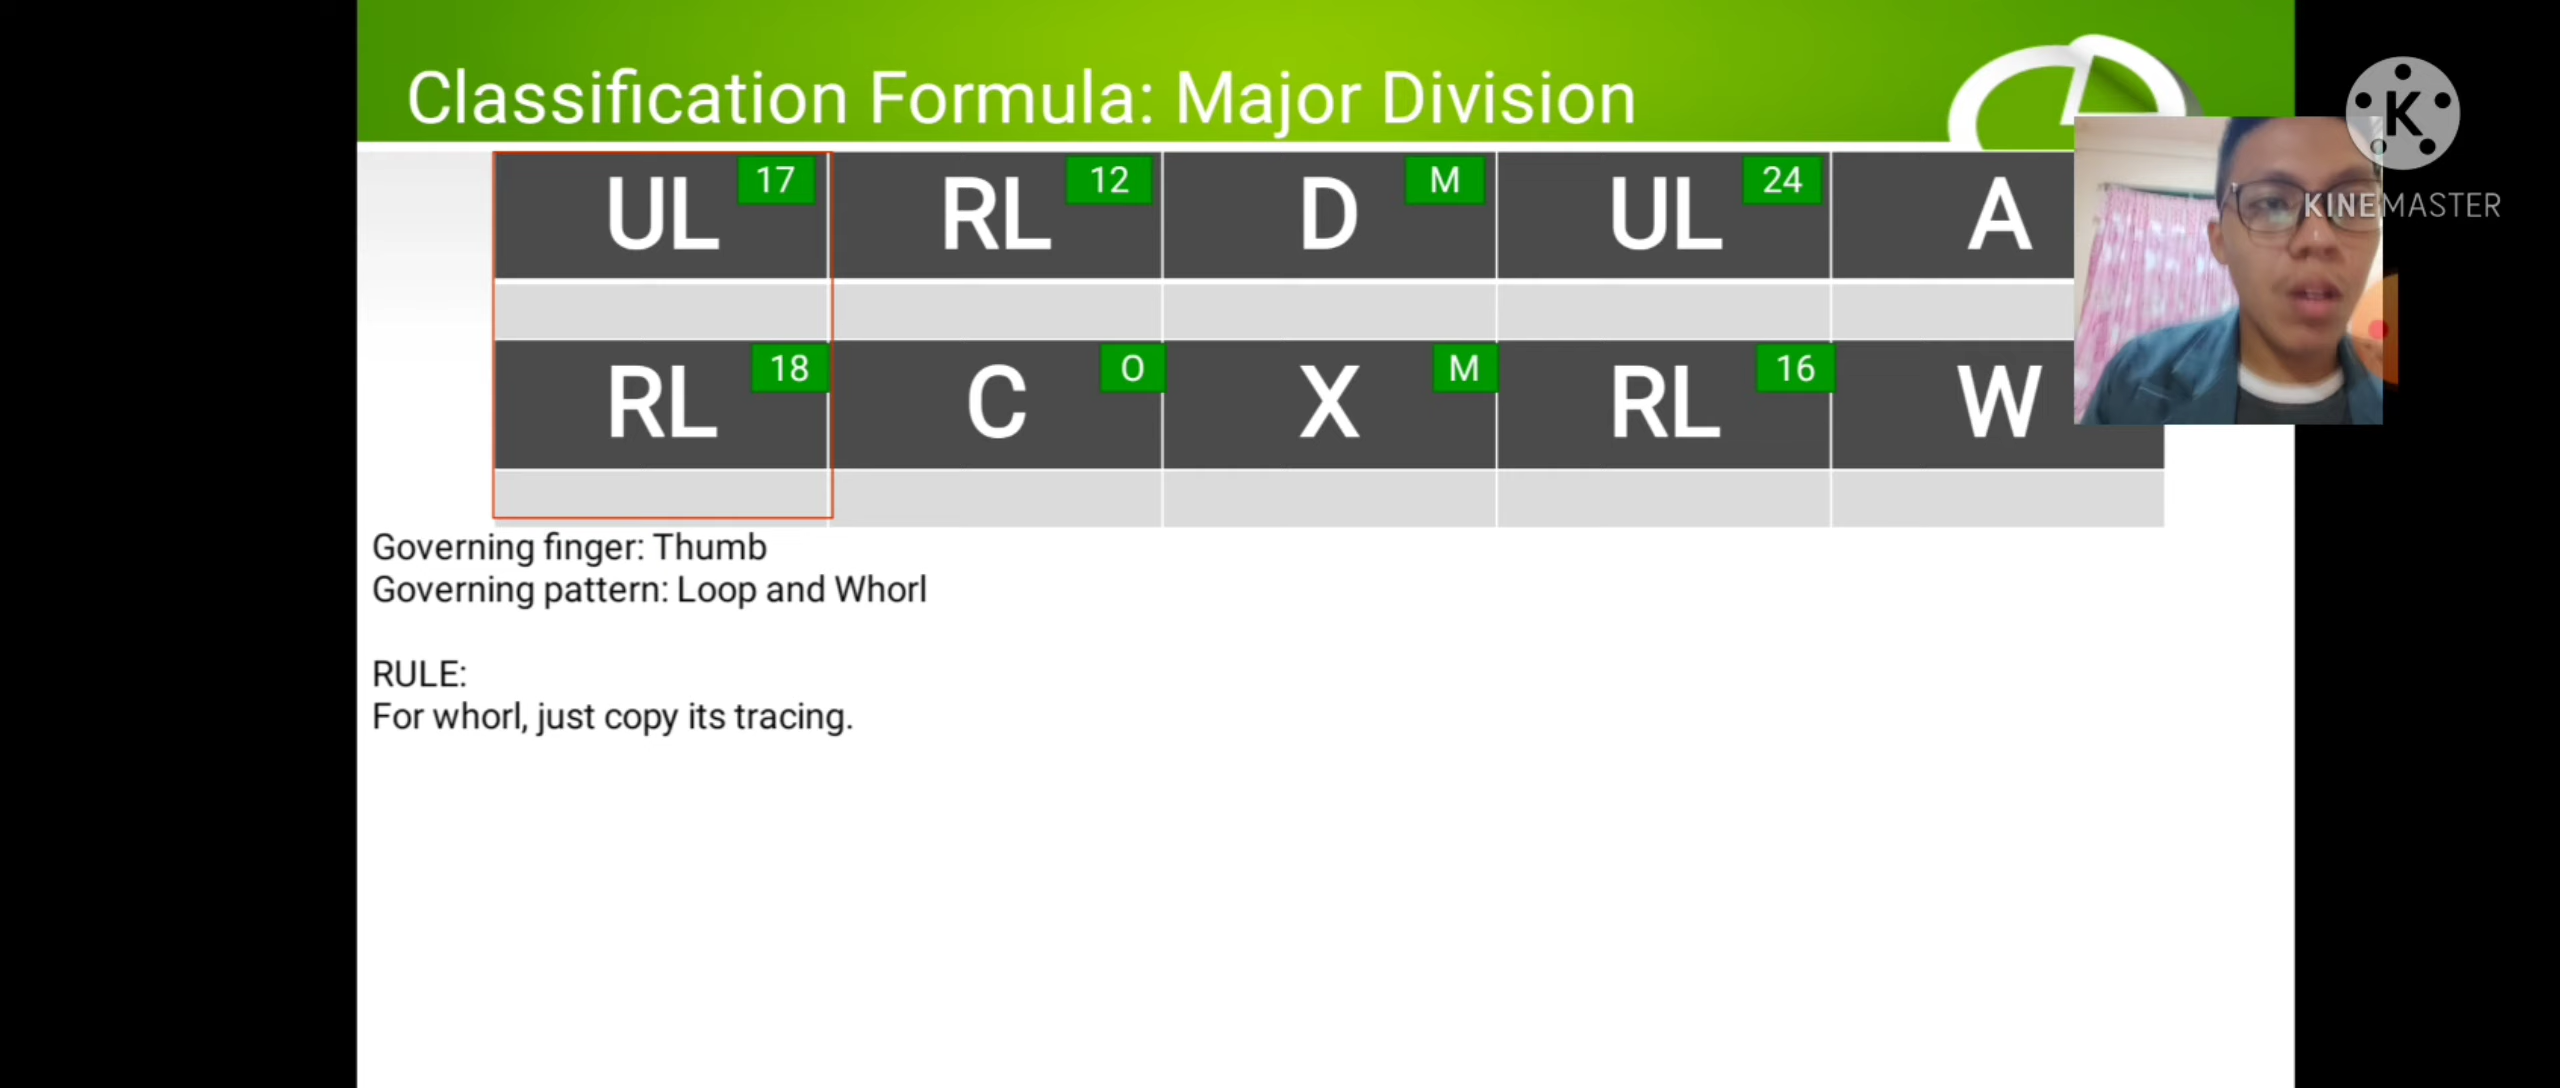 Classification Formula: Major Division
K
KINEMASTER
UL 17 RL 12 D M UL 24 A
RL 18 C O X M RL 16 W
Governing finger: Thumb
Governing pattern: Loop and Whorl
RULE:
For whorl, just copy its tracing.